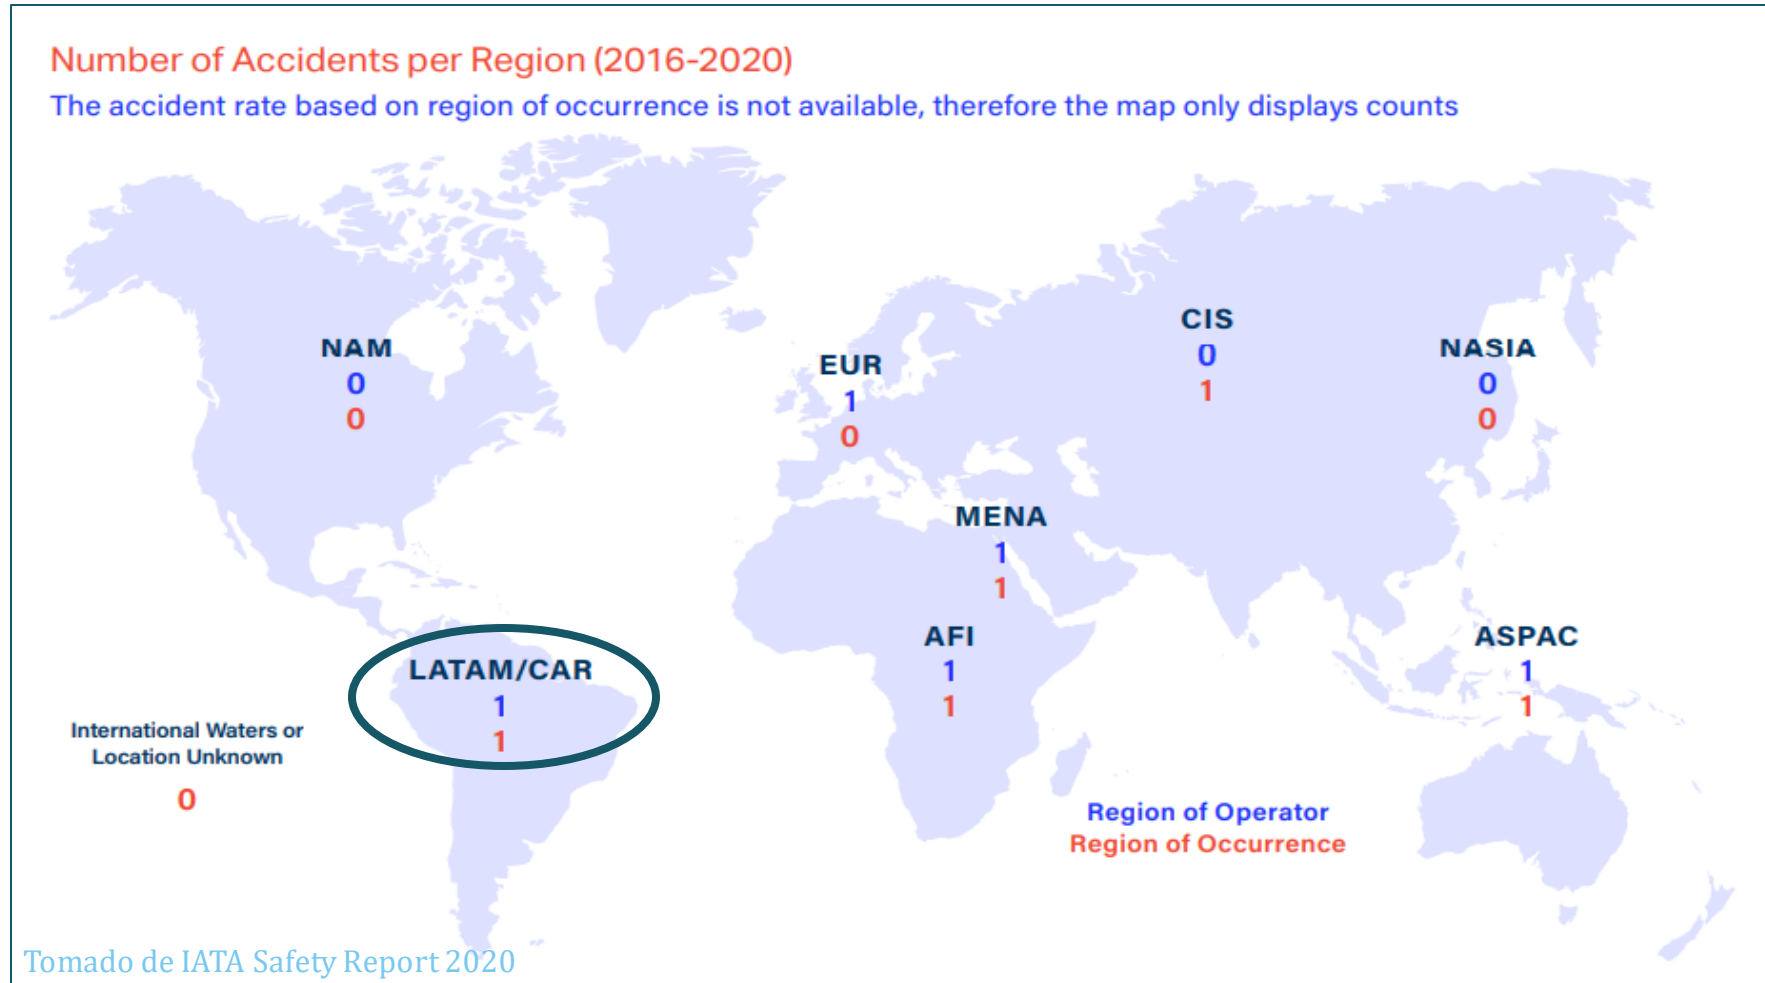 Number of Accidents per Region (2016-2020)
The accident rate based on region of occurrence is not available, therefore the map only displays counts
NAM
0
0
EUR
1
0
CIS
0
1
NASIA
0
0
MENA
1
1
LATAM/CAR
1
1
AFI
1
1
ASPAC
1
1
International Waters or
Location Unknown
0
Region of Operator
Region of Occurrence
Tomado de IATA Safety Report 2020